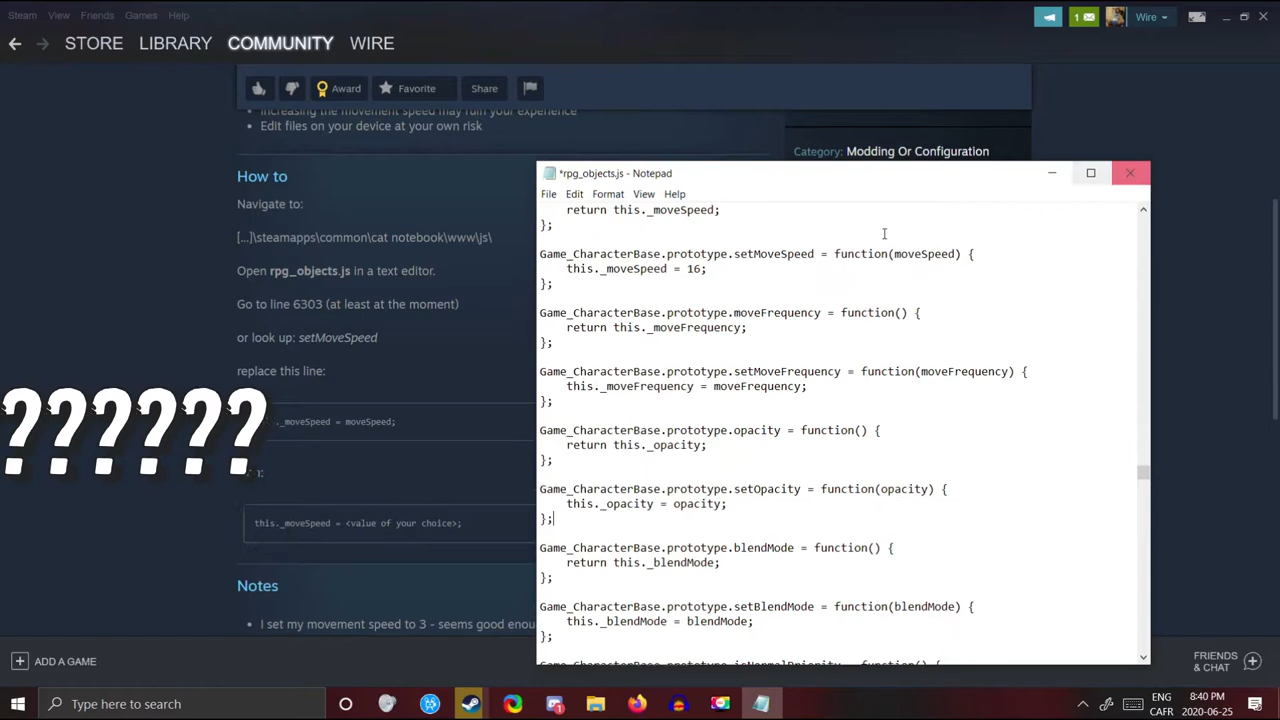 Steam View Friends Games Help
1
Wire
STORE LIBRARY COMMUNITY WIRE
Award
Favorite
Share
Increasing the movement speed may ruin your experience
• Edit files on your device at your own risk
Category: Modding Or Configuration
How to
Navigate to:
[...]\steamapps\common\cat notebook\www\js\
Open rpg_objects.js in a text editor.
Go to line 6303 (at least at the moment)
or look up: setMoveSpeed
replace this line:
._moveSpeed = moveSpeed;
??????
this._moveSpeed = <value of your choice>;
Notes
• I set my movement speed to 3 - seems good enou
*rpg_objects.js - Notepad
File Edit Format View Help
return this._moveSpeed;
};
Game_CharacterBase.prototype.setMoveSpeed = function(moveSpeed) {
this._moveSpeed = 16;
};
Game_CharacterBase.prototype.moveFrequency = function() {
return this._moveFrequency;
};
Game_CharacterBase.prototype.setMoveFrequency = function(moveFrequency) {
this._moveFrequency = moveFrequency;
};
Game_CharacterBase.prototype.opacity = function() {
return this._opacity;
};
Game_CharacterBase.prototype.setOpacity = function(opacity) {
this._opacity = opacity;
};
Game_CharacterBase.prototype.blendMode = function() {
return this._blendMode;
};
Game_CharacterBase.prototype.setBlendMode = function(blendMode) {
this._blendMode = blendMode;
};
Game_CharacterBase.prototype.isNormalPriority = function() {
ADD A GAME
FRIENDS
& CHAT
Type here to search
ENG
CAFR
8:40 PM
2020-06-25